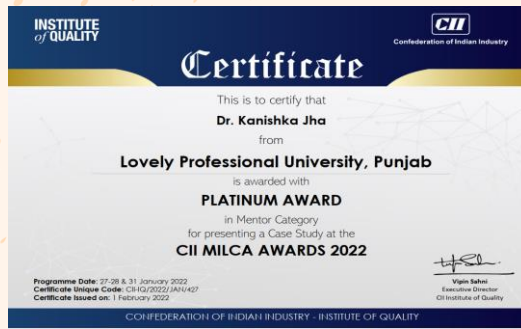 INSTITUTE
of QUALITY
CII
Confederation of Indian Industry
Certificate
This is to certify that
Dr. Kanishka Jha
from
Lovely Professional University, Punjab
is awarded with
PLATINUM AWARD
in Mentor Category
for presenting a Case Study at the
CII MILCA AWARDS 2022
Programme Date: 27-28 & 31 January 2022
Certificate Unique Code: CII-IQ/2022/JAN/427
Certificate Issued on: 1 February 2022
Vipin Sahni
Executive Director
CII Institute of Quality
CONFEDERATION OF INDIAN INDUSTRY - INSTITUTE OF QUALITY